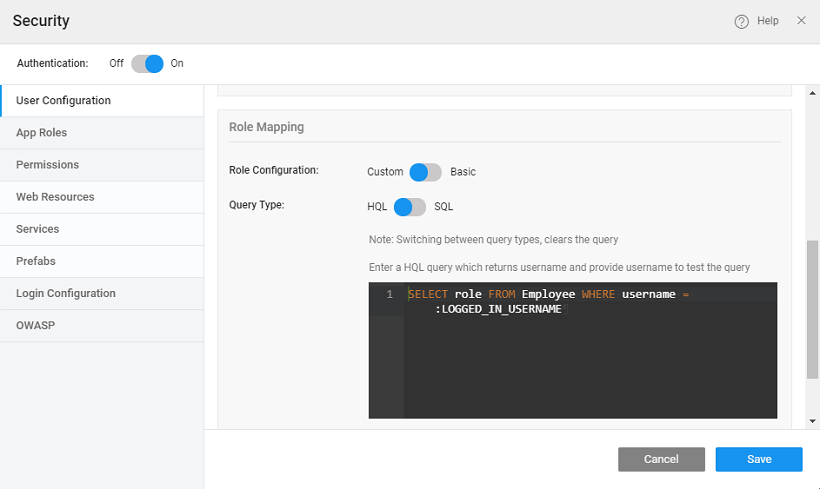 Security
Help
Authentication: Off On
User Configuration
App Roles
Permissions
Web Resources
Services
Prefabs
Login Configuration
OWASP
Role Mapping
Role Configuration: Custom Basic
Query Type: HQL SQL
Note: Switching between query types, clears the query
Enter a HQL query which returns username and provide username to test the query
1 SELECT role FROM Employee WHERE username =
:LOGGED_IN_USERNAME
Cancel Save